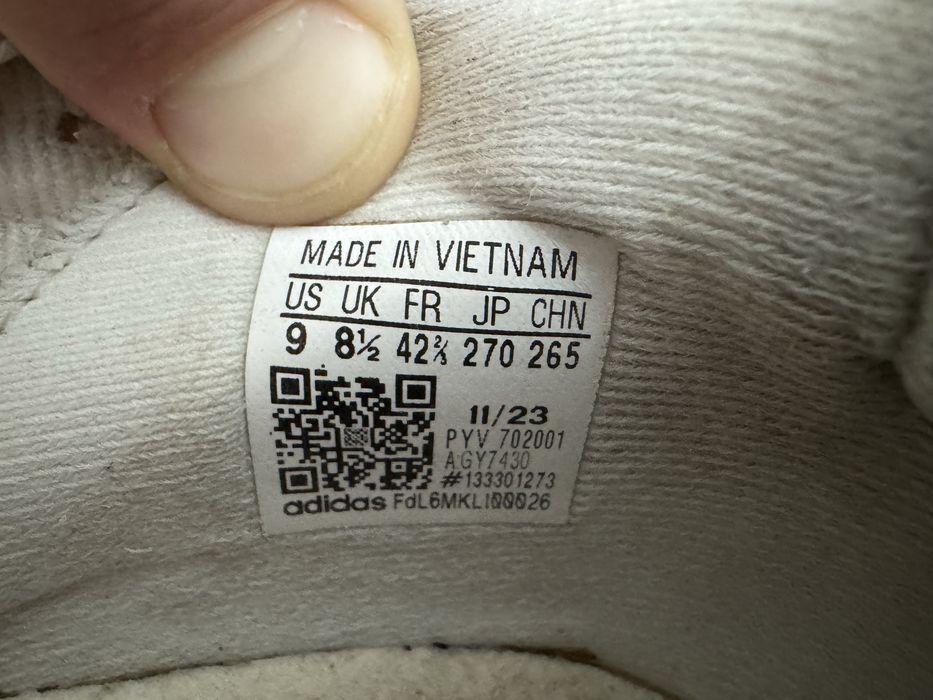 MADE IN VIETNAM
US UK FR JP CHN
9 8½ 42⅔ 270 265
11/23
PYV 702001
AGY7430
#133301273
adidas FdL6MKLI00026